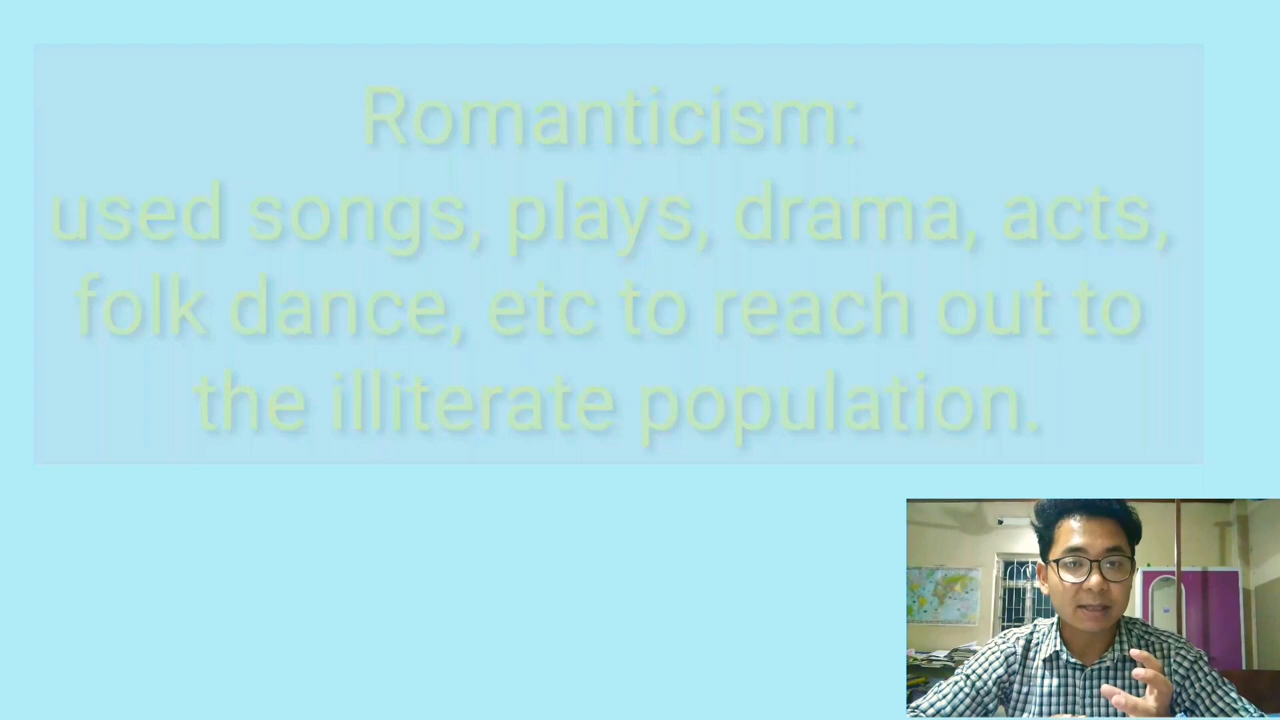 Romanticism:
used songs, plays, drama, acts,
folk dance, etc to reach out to
the illiterate population.